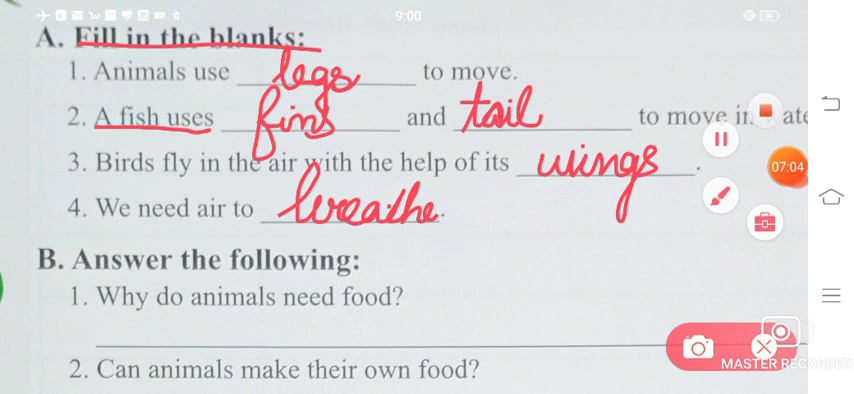 9:00
A. Fill in the blanks:
1. Animals use legs to move.
2. A fish uses fins and tail to move in
07:04
3. Birds fly in the air with the help of its wings.
4. We need air to breathe.
B. Answer the following:
1. Why do animals need food?
2. Can animals make their own food?
MASTER RECORDER